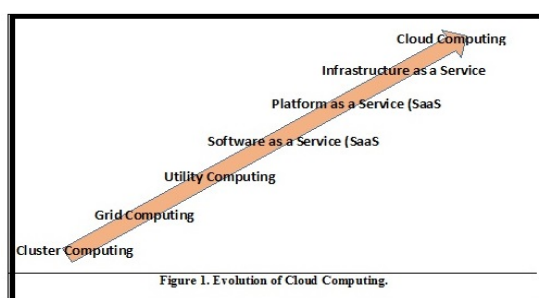 Cloud Computing
Infrastructure as a Service
Platform as a Service (SaaS
Software as a Service (SaaS
Utility Computing
Grid Computing
Cluster Computing
Figure 1. Evolution of Cloud Computing.